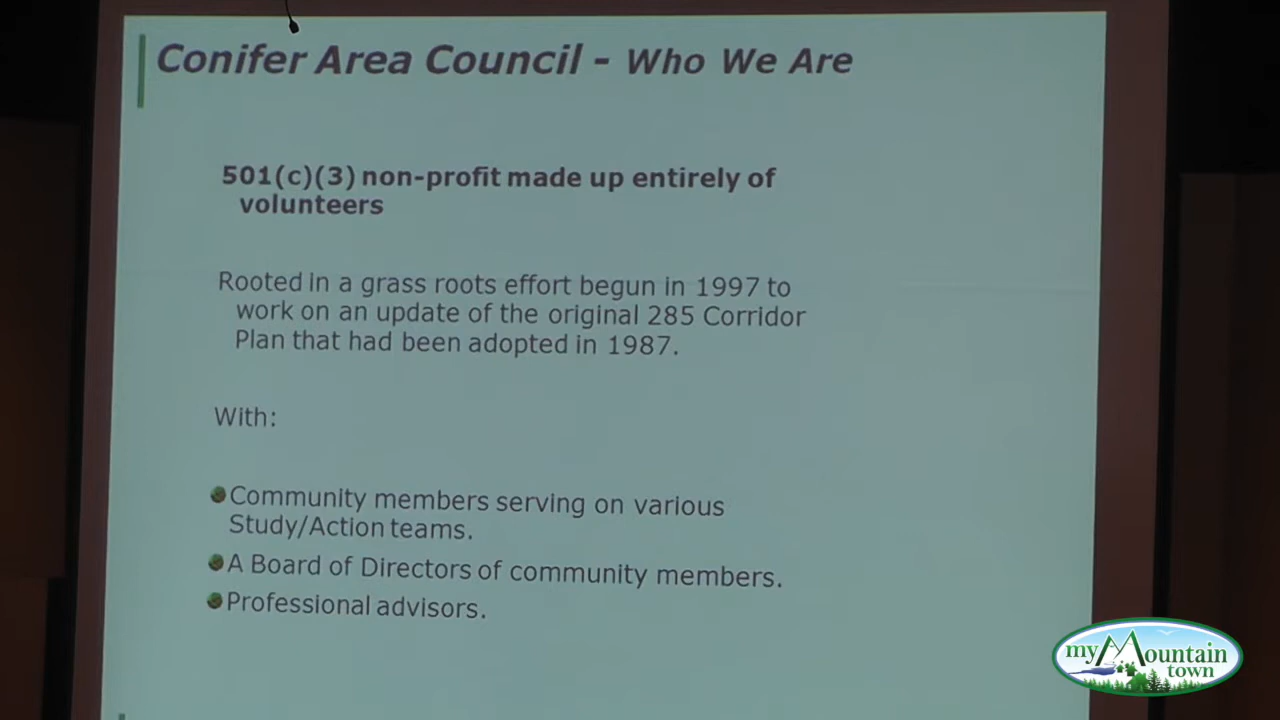 Conifer Area Council - Who We Are
501(c)(3) non-profit made up entirely of
volunteers
Rooted in a grass roots effort begun in 1997 to
work on an update of the original 285 Corridor
Plan that had been adopted in 1987.
With:
Community members serving on various
Study/Action teams.
A Board of Directors of community members.
Professional advisors.
my Mountain
town